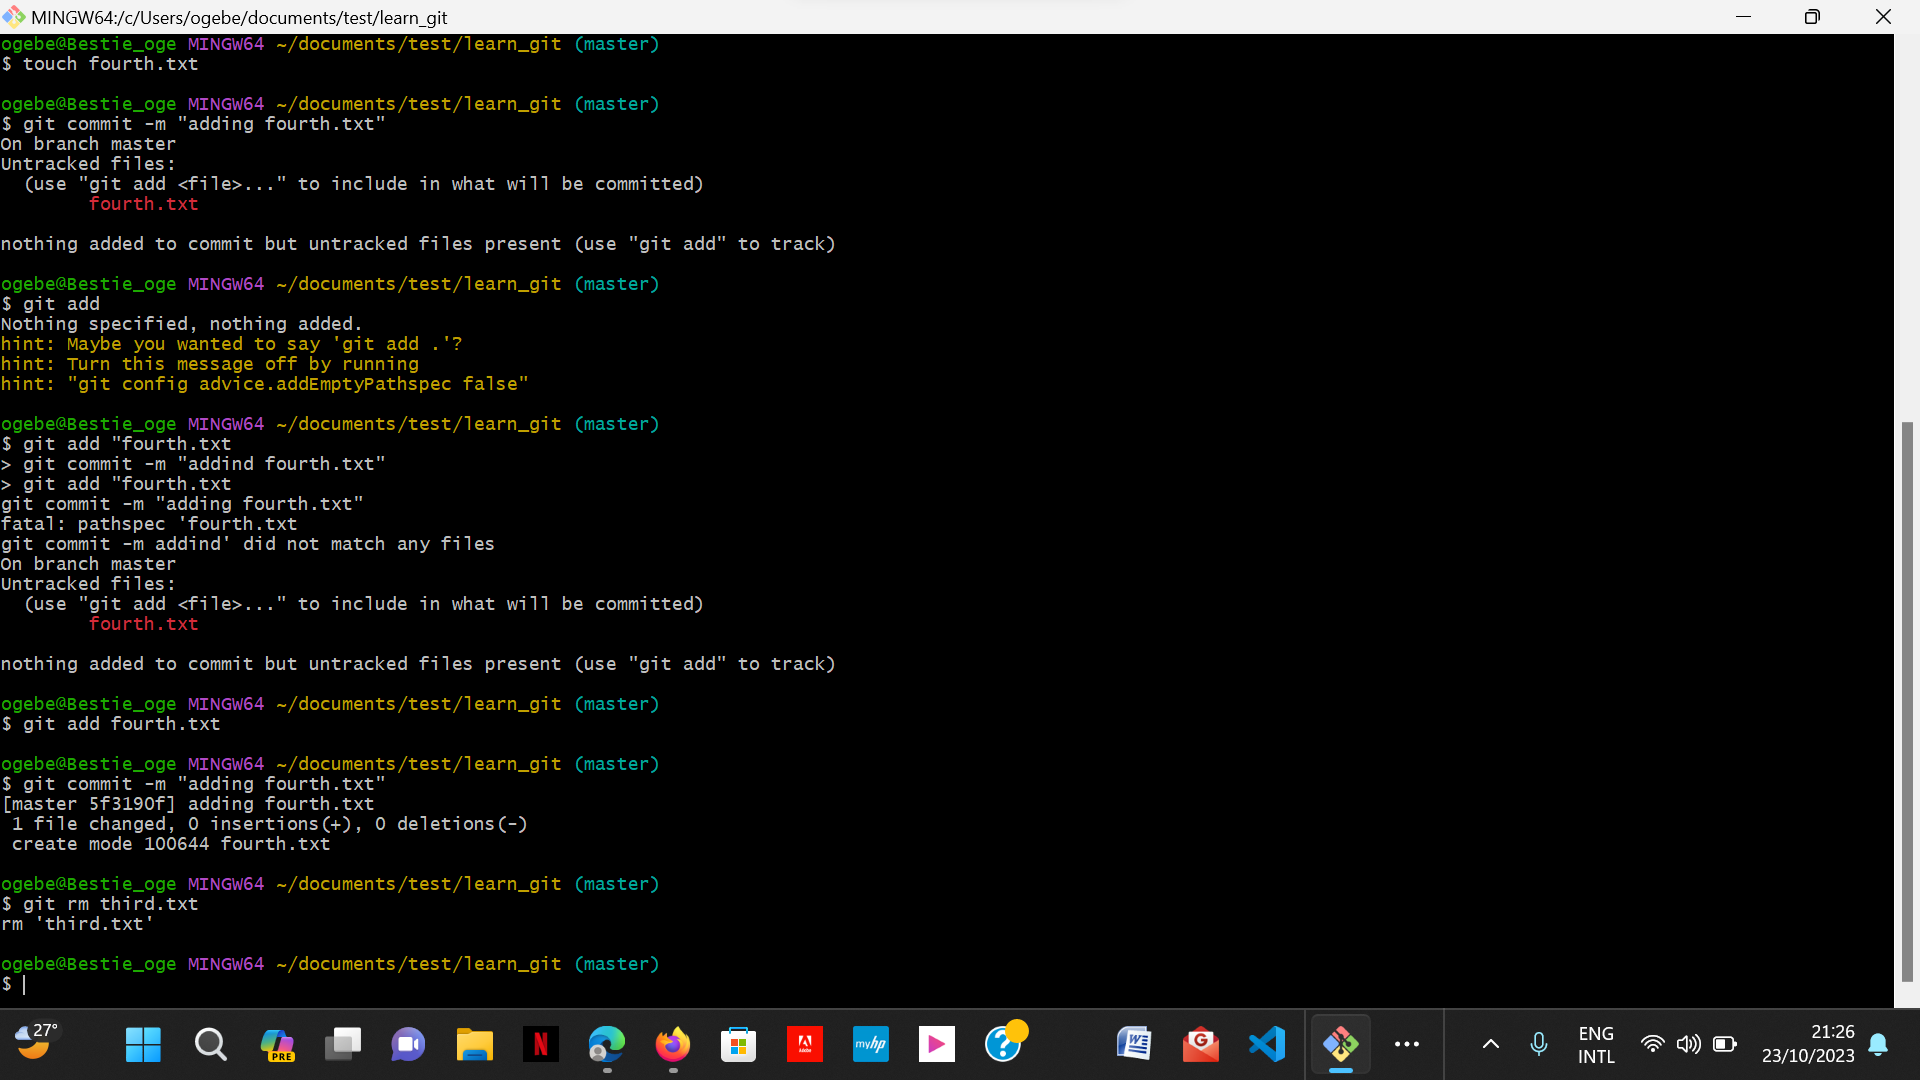 MINGW64:/c/Users/ogebe/documents/test/learn_git
ogebe@Bestie_oge MINGW64 ~/documents/test/learn_git (master)
$ touch fourth.txt
ogebe@Bestie_oge MINGW64 ~/documents/test/learn_git (master)
$ git commit -m "adding fourth.txt"
On branch master
Untracked files:
  (use "git add <file>..." to include in what will be committed)
        fourth.txt
nothing added to commit but untracked files present (use "git add" to track)
ogebe@Bestie_oge MINGW64 ~/documents/test/learn_git (master)
$ git add
Nothing specified, nothing added.
hint: Maybe you wanted to say 'git add .'?
hint: Turn this message off by running
hint: "git config advice.addEmptyPathspec false"
ogebe@Bestie_oge MINGW64 ~/documents/test/learn_git (master)
$ git add "fourth.txt
> git commit -m "addind fourth.txt"
> git add "fourth.txt
git commit -m "adding fourth.txt"
fatal: pathspec 'fourth.txt
git commit -m addind' did not match any files
On branch master
Untracked files:
  (use "git add <file>..." to include in what will be committed)
        fourth.txt
nothing added to commit but untracked files present (use "git add" to track)
ogebe@Bestie_oge MINGW64 ~/documents/test/learn_git (master)
$ git add fourth.txt
ogebe@Bestie_oge MINGW64 ~/documents/test/learn_git (master)
$ git commit -m "adding fourth.txt"
[master 5f3190f] adding fourth.txt
 1 file changed, 0 insertions(+), 0 deletions(-)
 create mode 100644 fourth.txt
ogebe@Bestie_oge MINGW64 ~/documents/test/learn_git (master)
$ git rm third.txt
rm 'third.txt'
ogebe@Bestie_oge MINGW64 ~/documents/test/learn_git (master)
$
27°
PRE
N
Adobe
myhp
?
W
G
ENG
INTL
21:26
23/10/2023